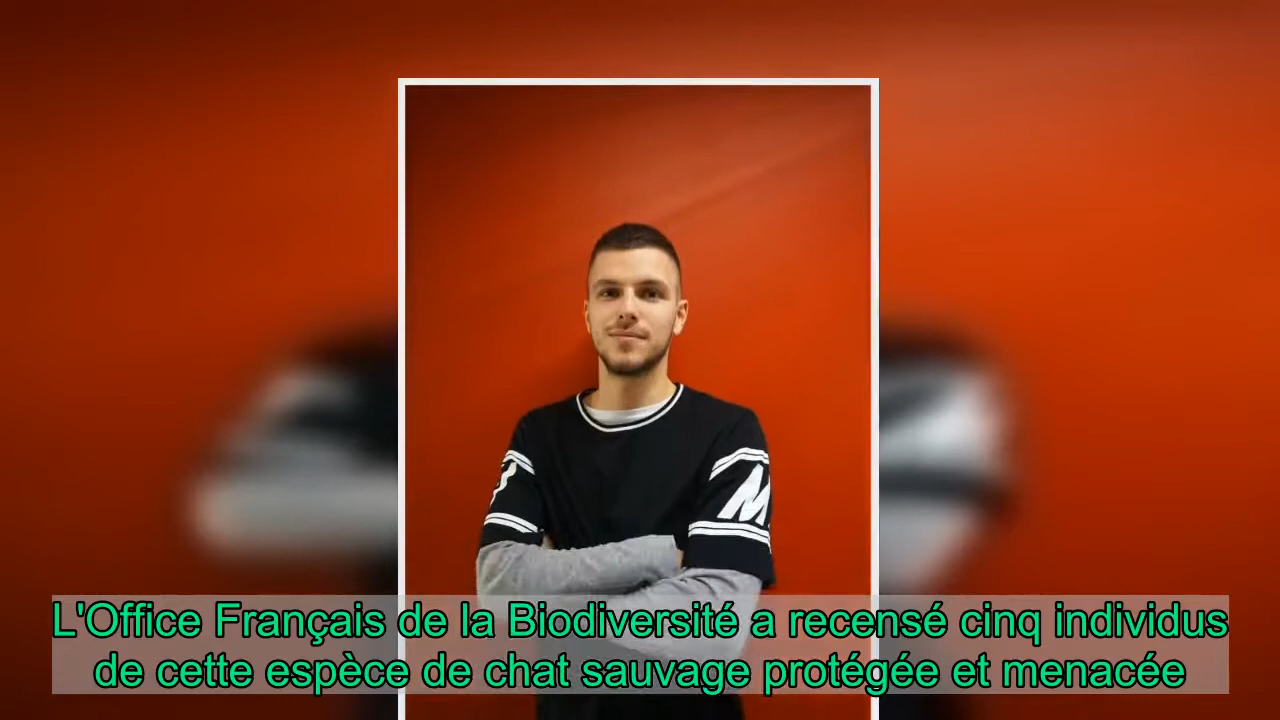 M
L'Office Français de la Biodiversité a recensé cinq individus
de cette espèce de chat sauvage protégée et menacée